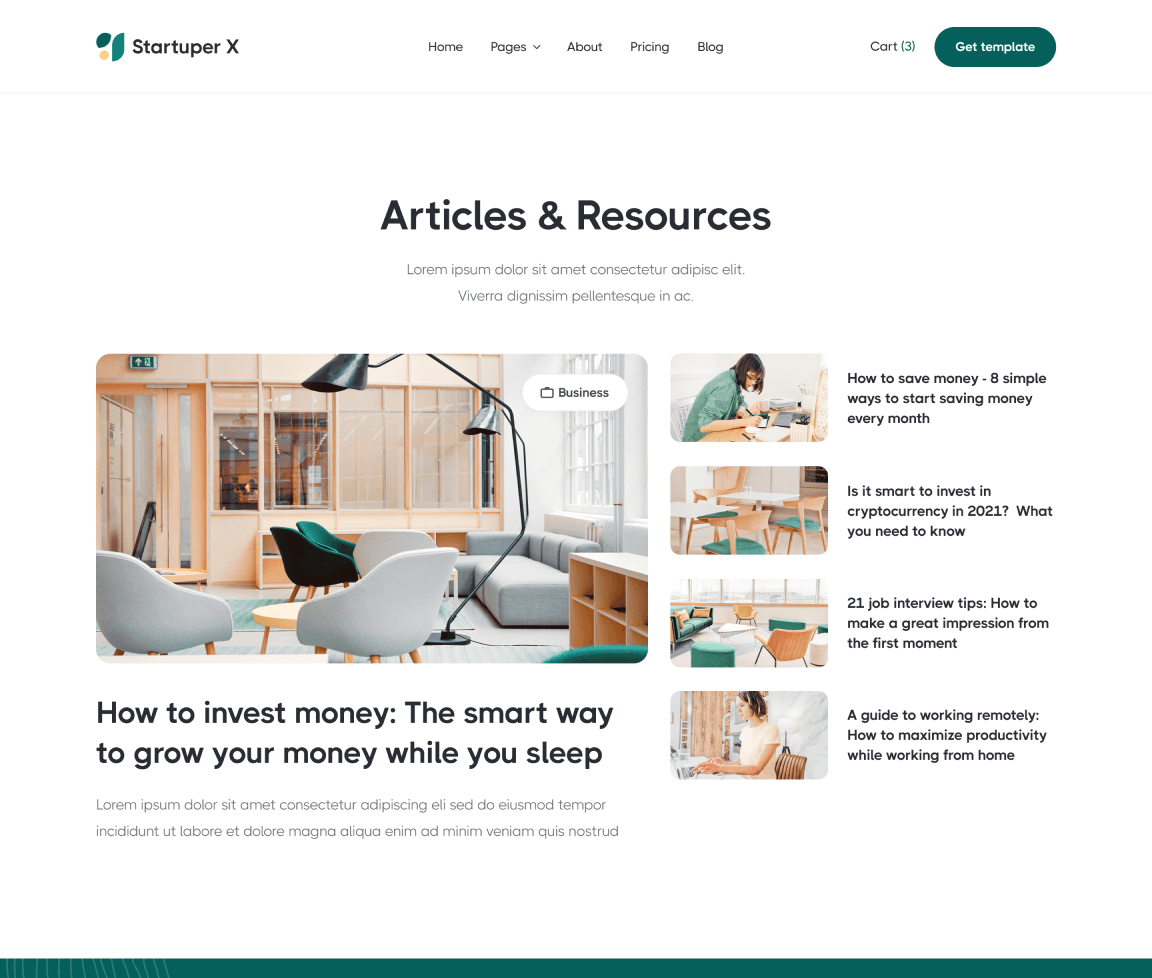 Startuper X
Home
Pages
About
Pricing
Blog
Cart (3)
Get template
Articles & Resources
Lorem ipsum dolor sit amet consectetur adipisc elit.
Viverra dignissim pellentesque in ac.
Business
How to invest money: The smart way
to grow your money while you sleep
Lorem ipsum dolor sit amet consectetur adipiscing eli sed do eiusmod tempor
incididunt ut labore et dolore magna aliqua enim ad minim veniam quis nostrud
How to save money - 8 simple
ways to start saving money
every month
Is it smart to invest in
cryptocurrency in 2021?  What
you need to know
21 job interview tips: How to
make a great impression from
the first moment
A guide to working remotely:
How to maximize productivity
while working from home